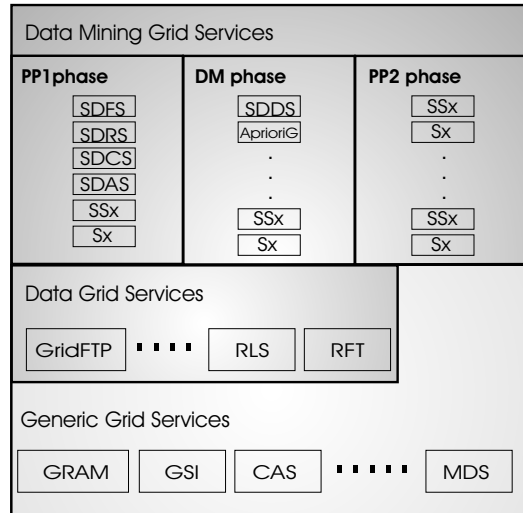 Data Mining Grid Services
PP1phase
SDFS
SDRS
SDCS
SDAS
SSx
Sx
DM phase
SDDS
AprioriG
.
.
.
SSx
Sx
PP2 phase
SSx
Sx
.
.
.
SSx
Sx
Data Grid Services
GridFTP
RLS
RFT
Generic Grid Services
GRAM
GSI
CAS
MDS